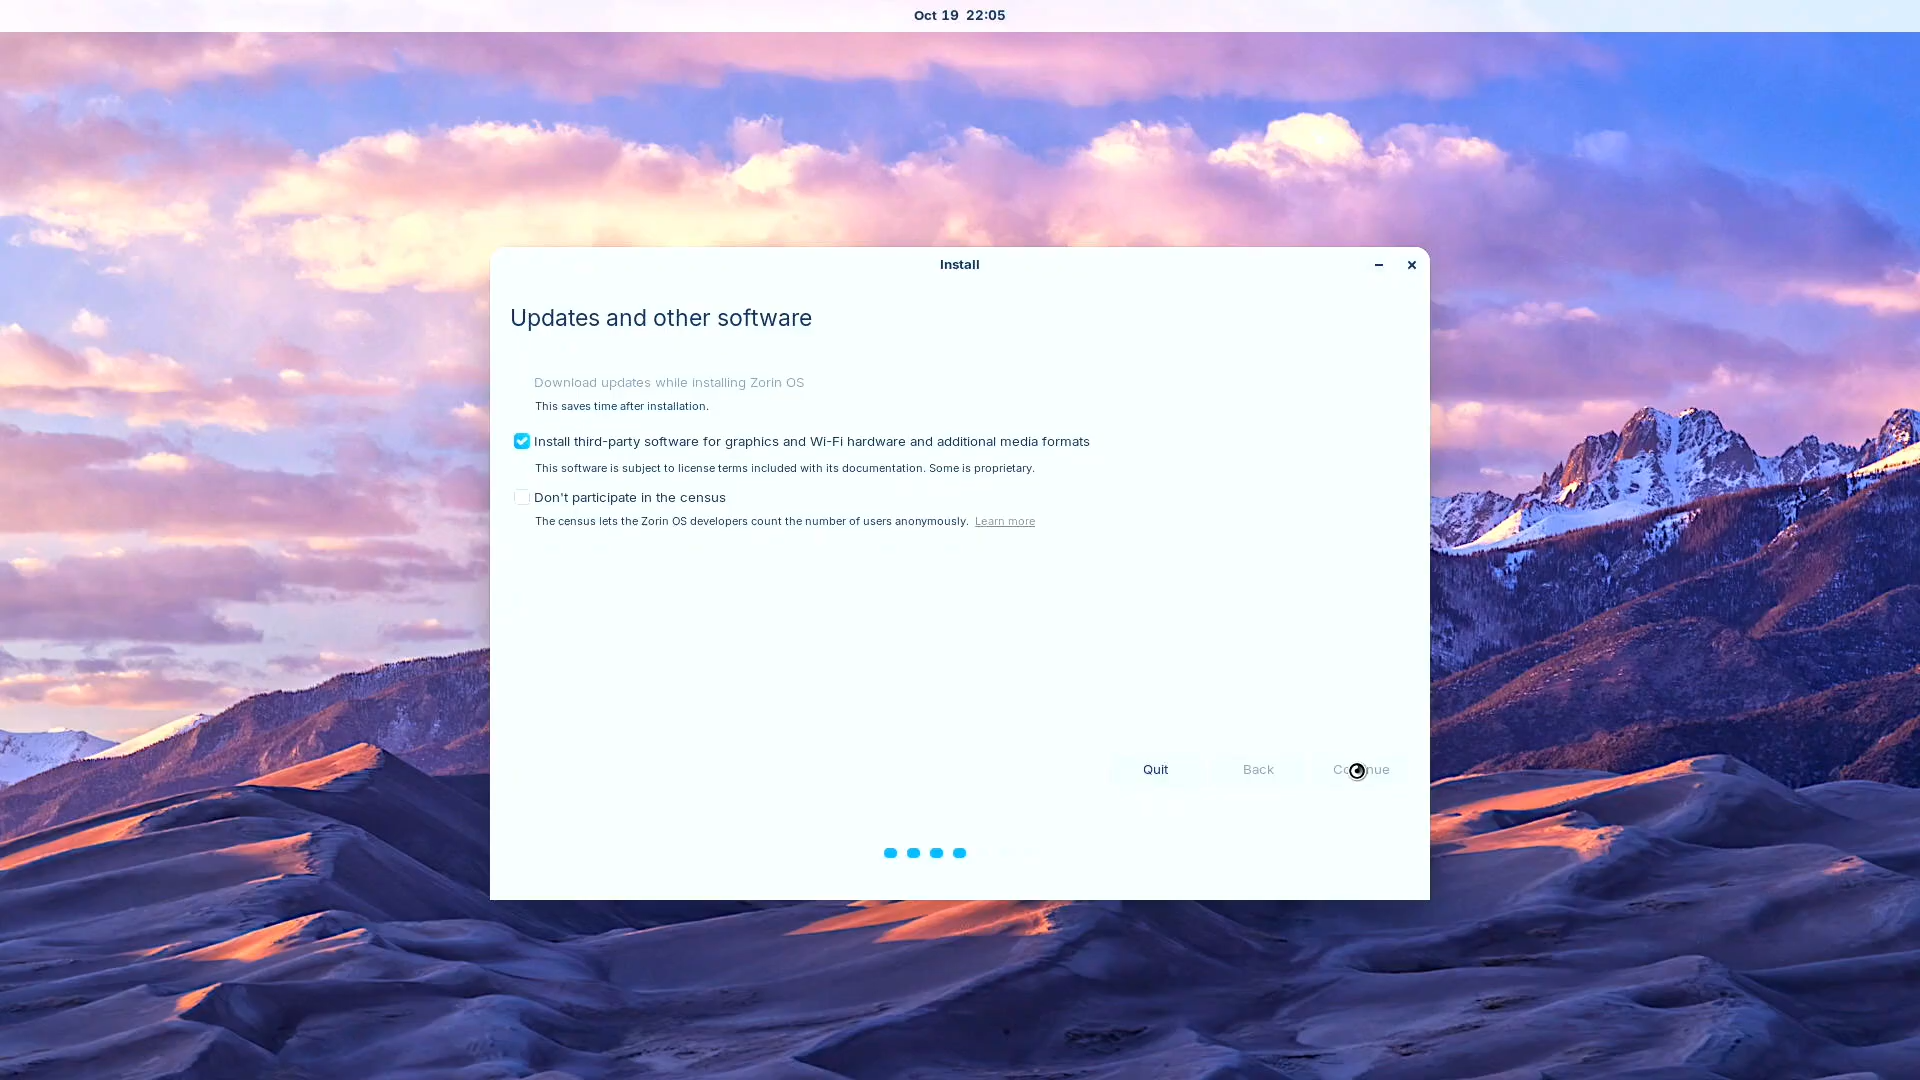 Oct 19 22:05
Install
Updates and other software
Download updates while installing Zorin OS
This saves time after installation.
Install third-party software for graphics and Wi-Fi hardware and additional media formats
This software is subject to license terms included with its documentation. Some is proprietary.
Don't participate in the census
The census lets the Zorin OS developers count the number of users anonymously. Learn more
Quit Back